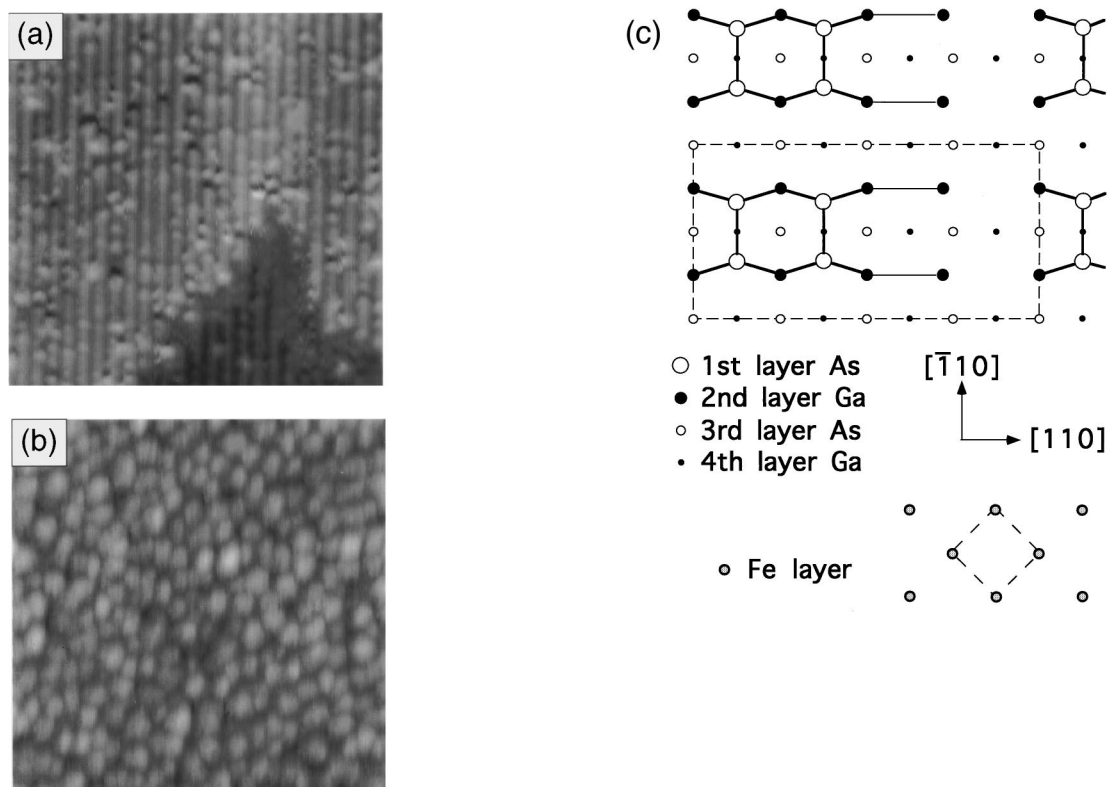 (a)
(b)
(c)
1st layer As
2nd layer Ga
3rd layer As
4th layer Ga
[1̅10]
[110]
Fe layer